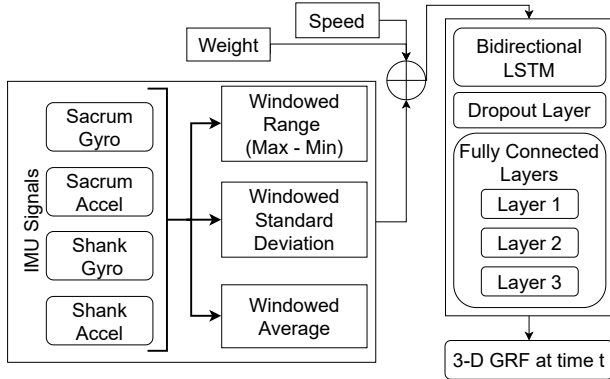 Speed
Weight
IMU Signals
Sacrum
Gyro
Sacrum
Accel
Shank
Gyro
Shank
Accel
Windowed
Range
(Max - Min)
Windowed
Standard
Deviation
Windowed
Average
Bidirectional
LSTM
Dropout Layer
Fully Connected
Layers
Layer 1
Layer 2
Layer 3
3-D GRF at time t